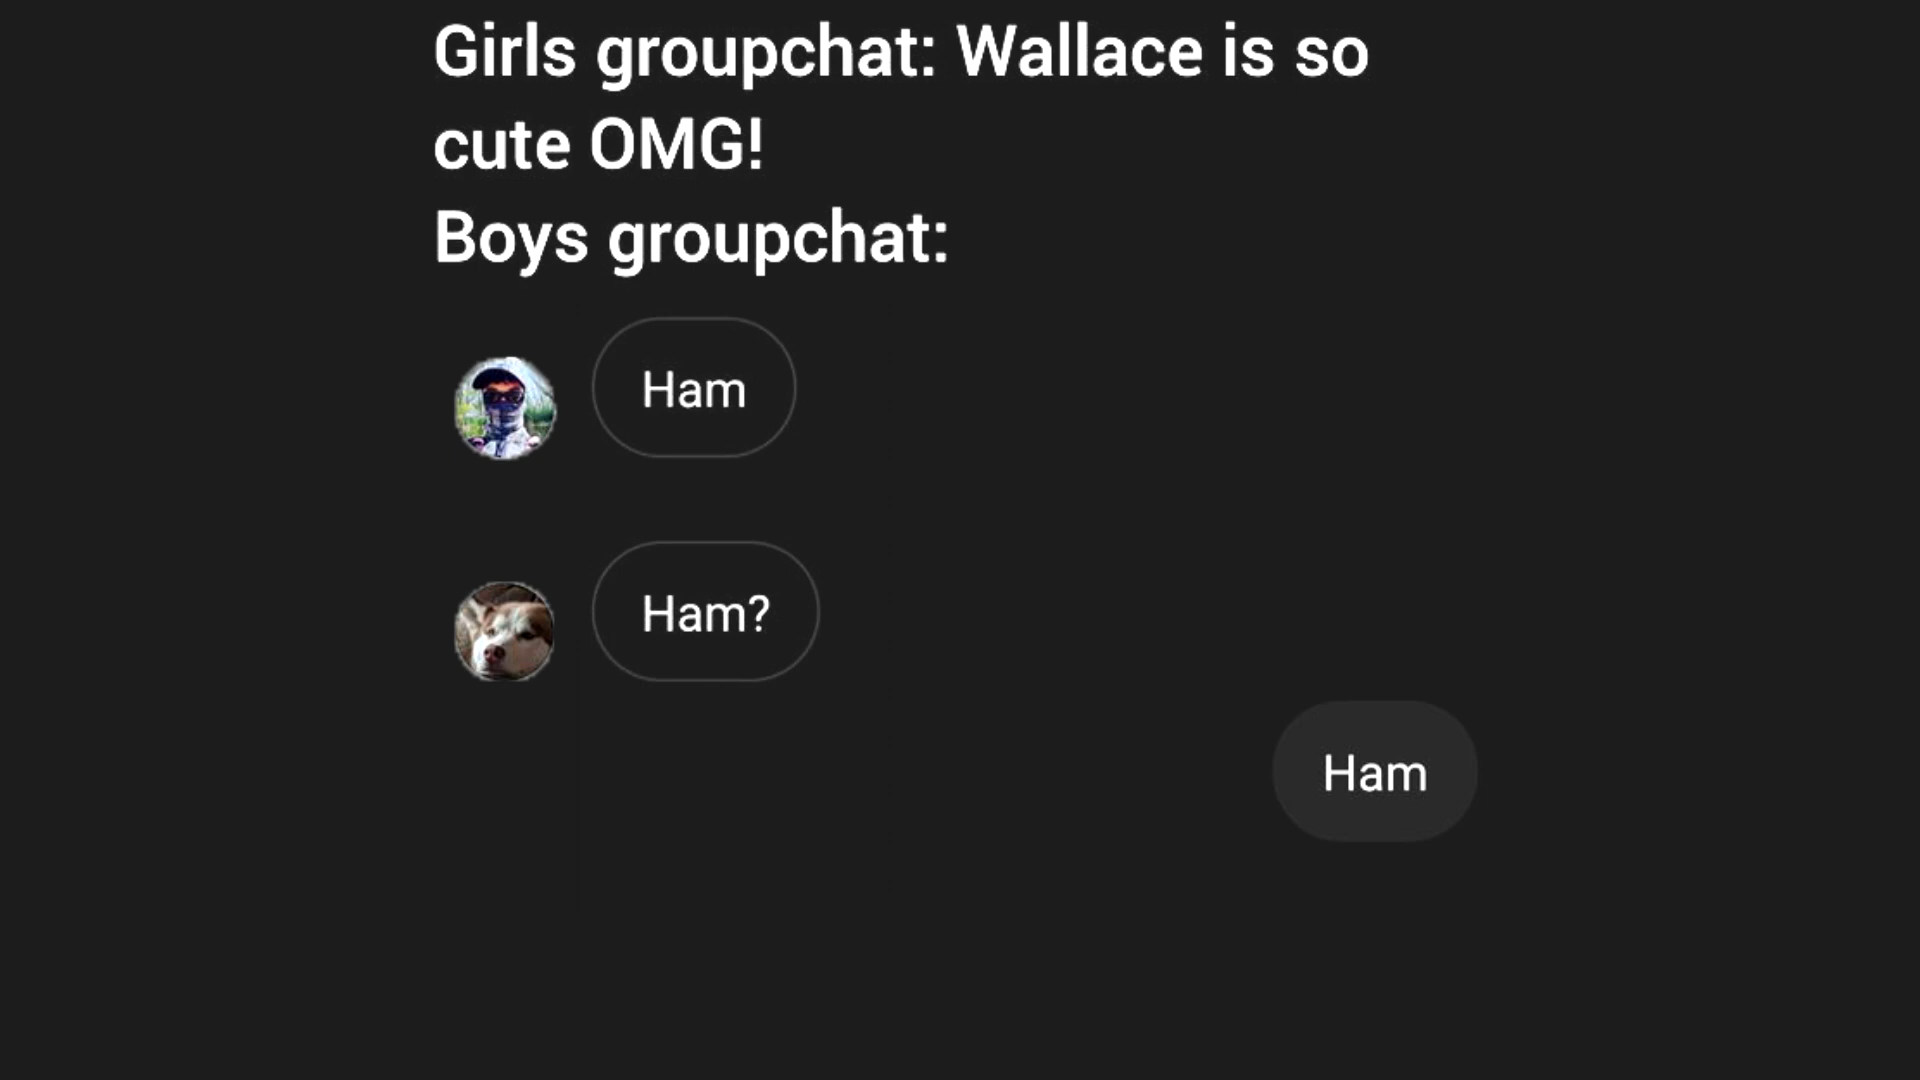 Girls groupchat: Wallace is so
cute OMG!
Boys groupchat:
Ham
Ham?
Ham